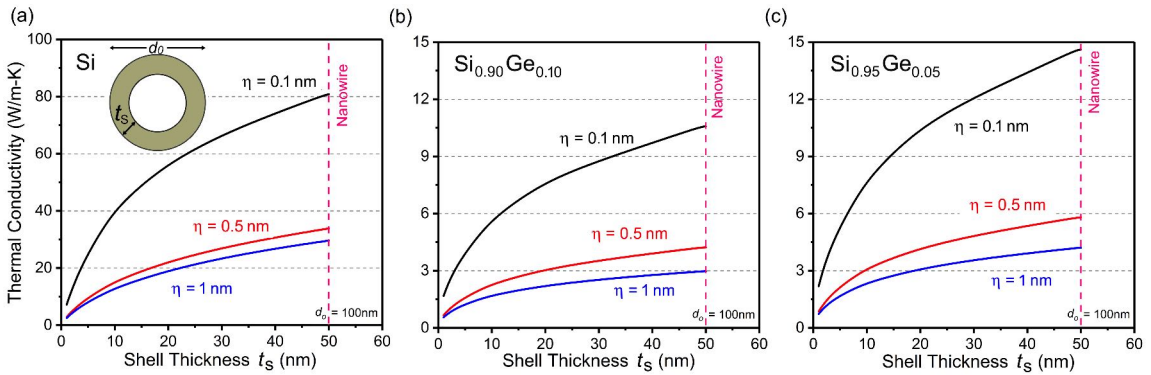 (a)
(b)
(c)
Thermal Conductivity (W/m-K)
100
80
60
40
20
0
Si
d₀
tₛ
η = 0.1 nm
η = 0.5 nm
η = 1 nm
Nanowire
dₒ = 100nm
0 10 20 30 40 50 60
Shell Thickness tₛ (nm)
15
12
9
6
3
0
Si₀.₉₀Ge₀.₁₀
η = 0.1 nm
η = 0.5 nm
η = 1 nm
Nanowire
dₒ = 100nm
0 10 20 30 40 50 60
Shell Thickness tₛ (nm)
15
12
9
6
3
0
Si₀.₉₅Ge₀.₀₅
η = 0.1 nm
η = 0.5 nm
η = 1 nm
Nanowire
dₒ = 100nm
0 10 20 30 40 50 60
Shell Thickness tₛ (nm)